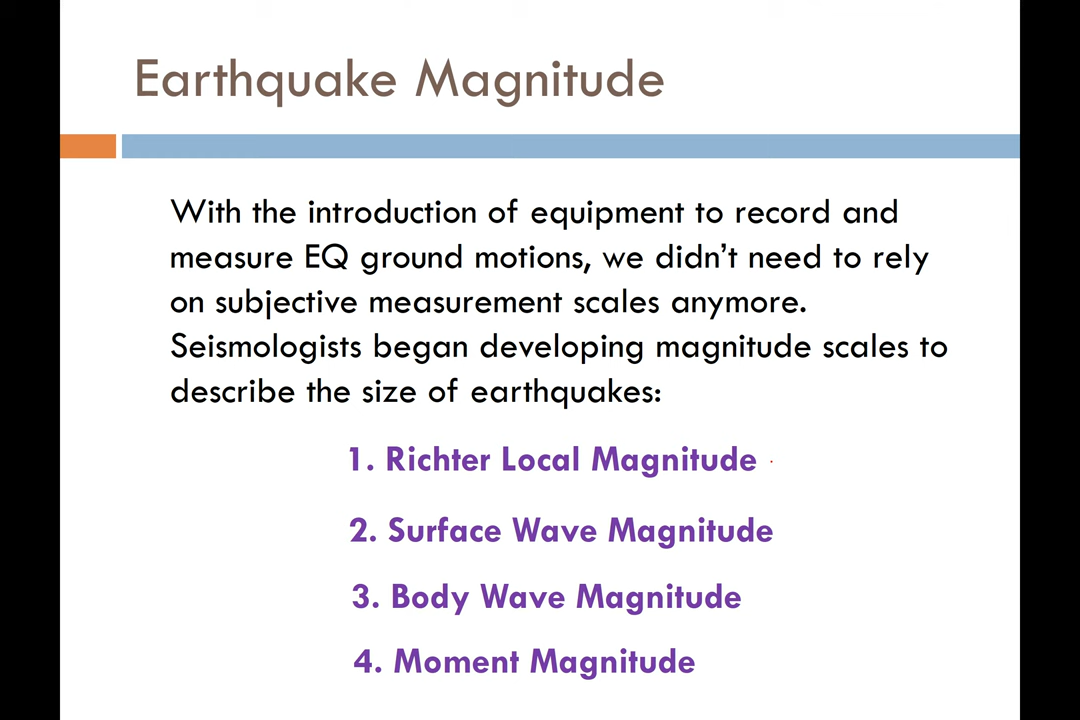 Earthquake Magnitude
With the introduction of equipment to record and
measure EQ ground motions, we didn’t need to rely
on subjective measurement scales anymore.
Seismologists began developing magnitude scales to
describe the size of earthquakes:
1. Richter Local Magnitude
2. Surface Wave Magnitude
3. Body Wave Magnitude
4. Moment Magnitude